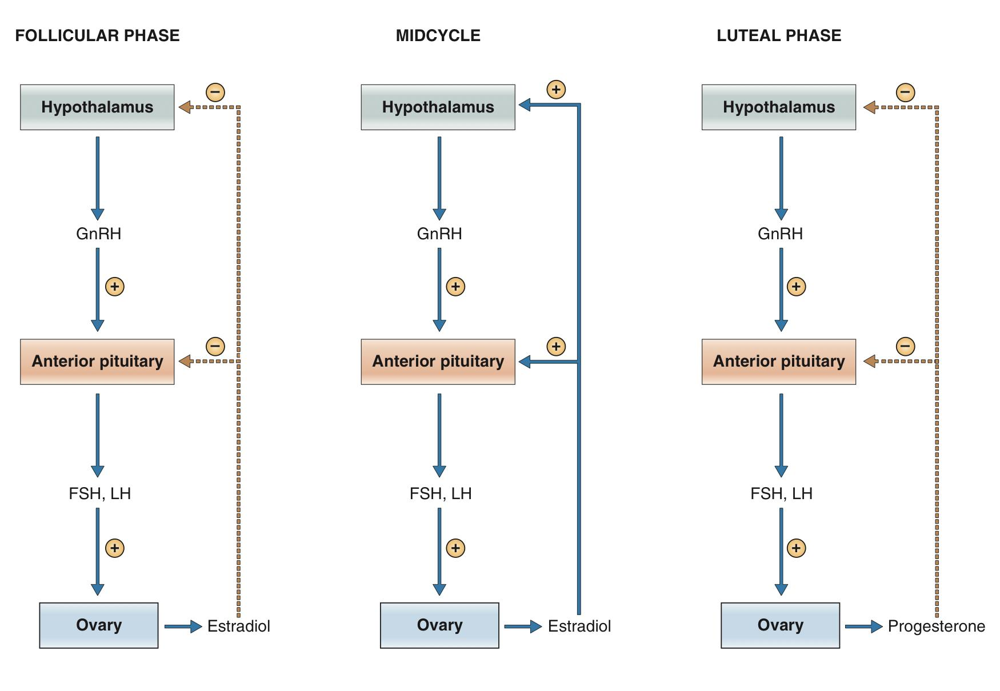 FOLLICULAR PHASE
Hypothalamus
−
GnRH
+
Anterior pituitary
−
FSH, LH
+
Ovary
Estradiol
MIDCYCLE
Hypothalamus
+
GnRH
+
Anterior pituitary
+
FSH, LH
+
Ovary
Estradiol
LUTEAL PHASE
Hypothalamus
−
GnRH
+
Anterior pituitary
−
FSH, LH
+
Ovary
Progesterone